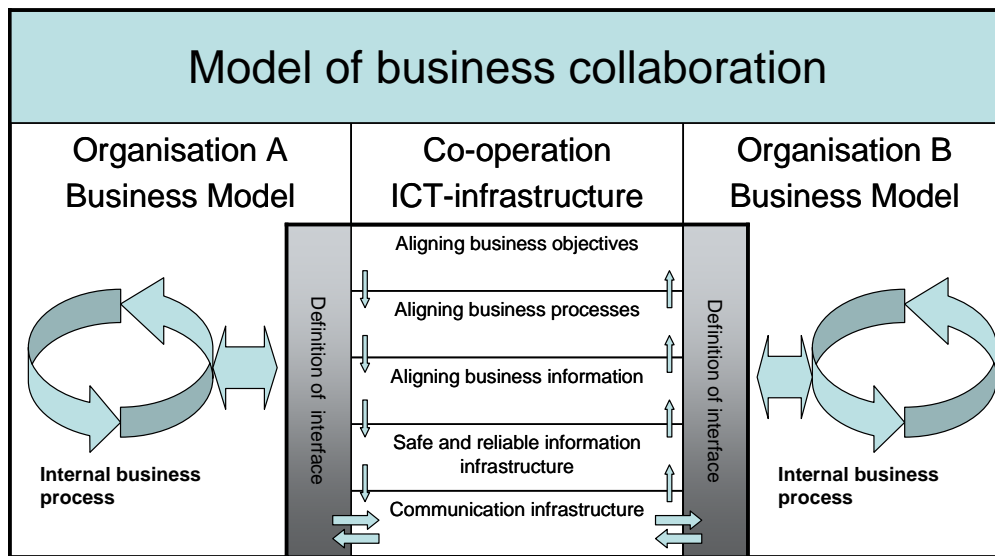 Model of business collaboration
Organisation A
Business Model
Co-operation
ICT-infrastructure
Organisation B
Business Model
Definition of interface
Aligning business objectives
Aligning business processes
Aligning business information
Safe and reliable information
infrastructure
Communication infrastructure
Definition of interface
Internal business
process
Internal business
process